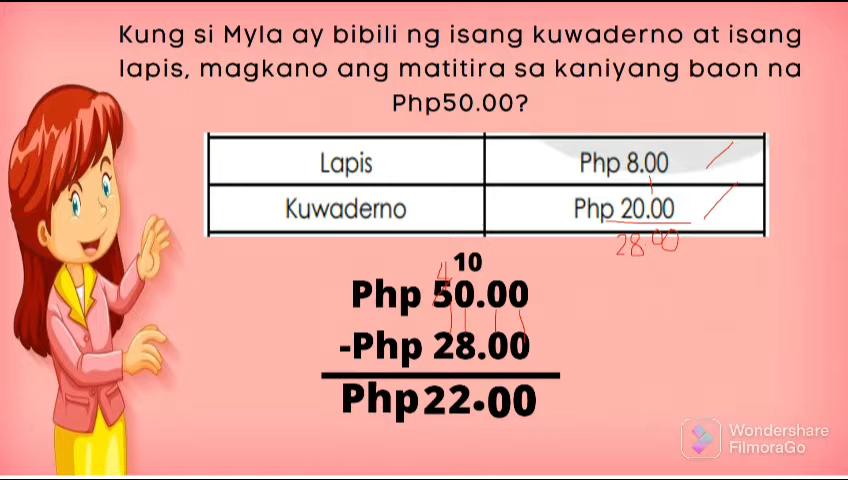 Kung si Myla ay bibili ng isang kuwaderno at isang
lapis, magkano ang matitira sa kaniyang baon na
Php50.00?
Lapis Php 8.00
Kuwaderno Php 20.00
28.00
4 10
Php 50.00
-Php 28.00
Php22.00
Wondershare
FilmoraGo